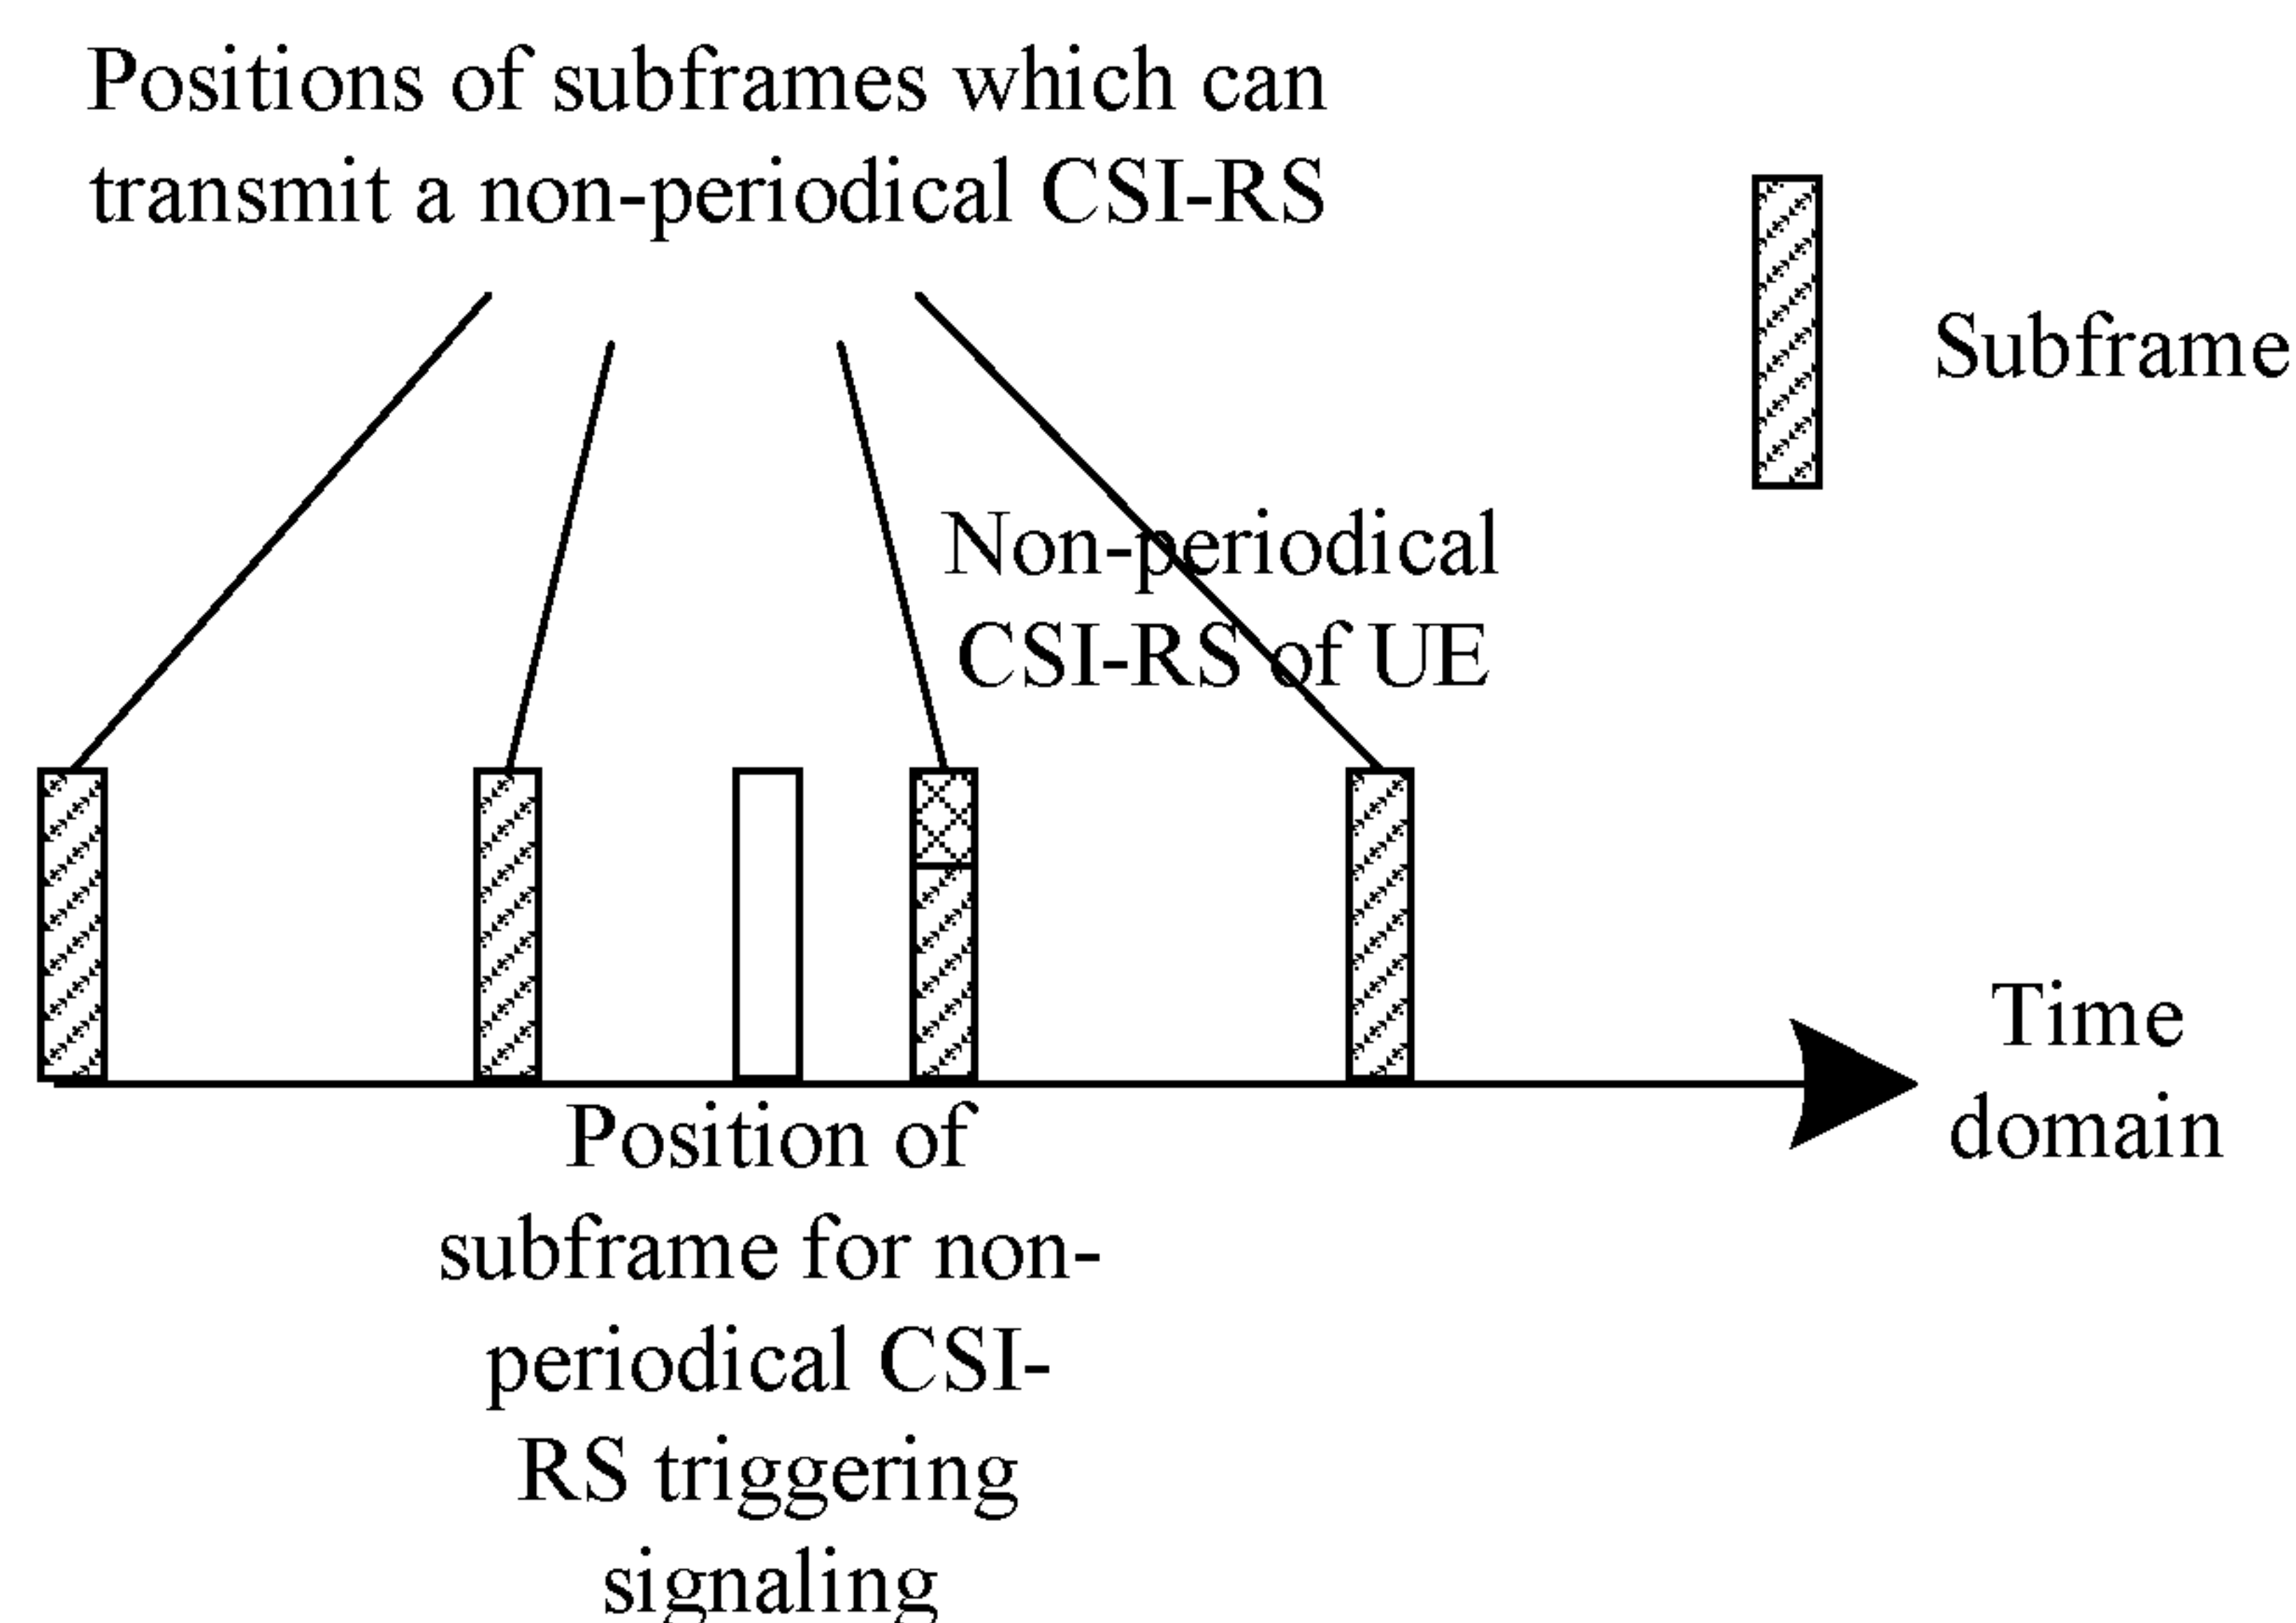 Positions of subframes which can
transmit a non-periodical CSI-RS
Subframe
Non-periodical
CSI-RS of UE
Time
domain
Position of
subframe for non-
periodical CSI-
RS triggering
signaling